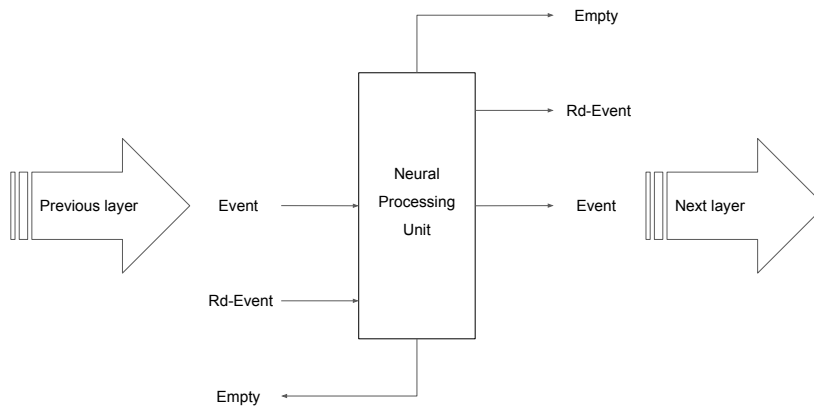 Empty
Rd-Event
Neural
Processing
Unit
Previous layer
Event
Event
Next layer
Rd-Event
Empty